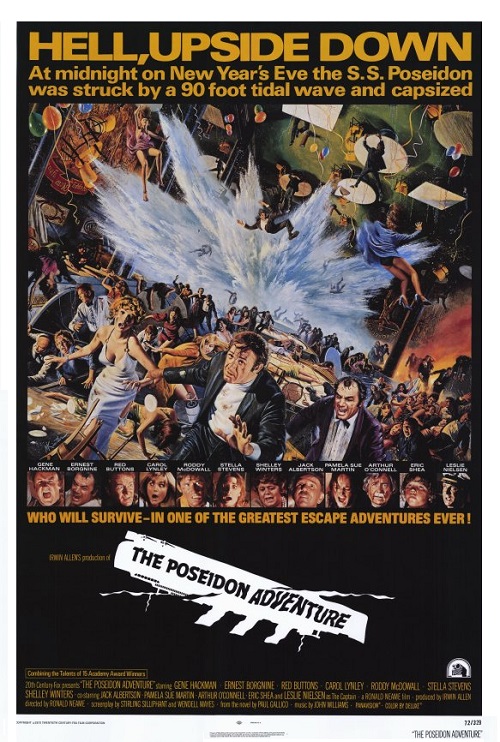 HELL, UPSIDE DOWN
At midnight on New Year's Eve the S.S. Poseidon
was struck by a 90 foot tidal wave and capsized
GENE HACKMAN
ERNEST BORGNINE
RED BUTTONS
CAROL LYNLEY
RODDY McDOWALL
STELLA STEVENS
SHELLEY WINTERS
JACK ALBERTSON
PAMELA SUE MARTIN
ARTHUR O'CONNELL
ERIC SHEA
LESLIE NIELSEN
WHO WILL SURVIVE-IN ONE OF THE GREATEST ESCAPE ADVENTURES EVER!
IRWIN ALLEN'S production of
THE POSEIDON ADVENTURE
Combining the Talents of 15 Academy Award Winners
20th Century Fox presents "THE POSEIDON ADVENTURE" starring GENE HACKMAN · ERNEST BORGNINE · RED BUTTONS · CAROL LYNLEY · RODDY McDOWALL · STELLA STEVENS
SHELLEY WINTERS · co-starring JACK ALBERTSON · PAMELA SUE MARTIN · ARTHUR O'CONNELL · ERIC SHEA and LESLIE NIELSEN as The Captain · a RONALD NEAME film · produced by IRWIN ALLEN
directed by RONALD NEAME · screenplay by STIRLING SILLIPHANT and WENDELL MAYES · from the novel by PAUL GALLICO · music by JOHN WILLIAMS · PANAVISION® · COLOR BY DELUXE®
72/329
"THE POSEIDON ADVENTURE"